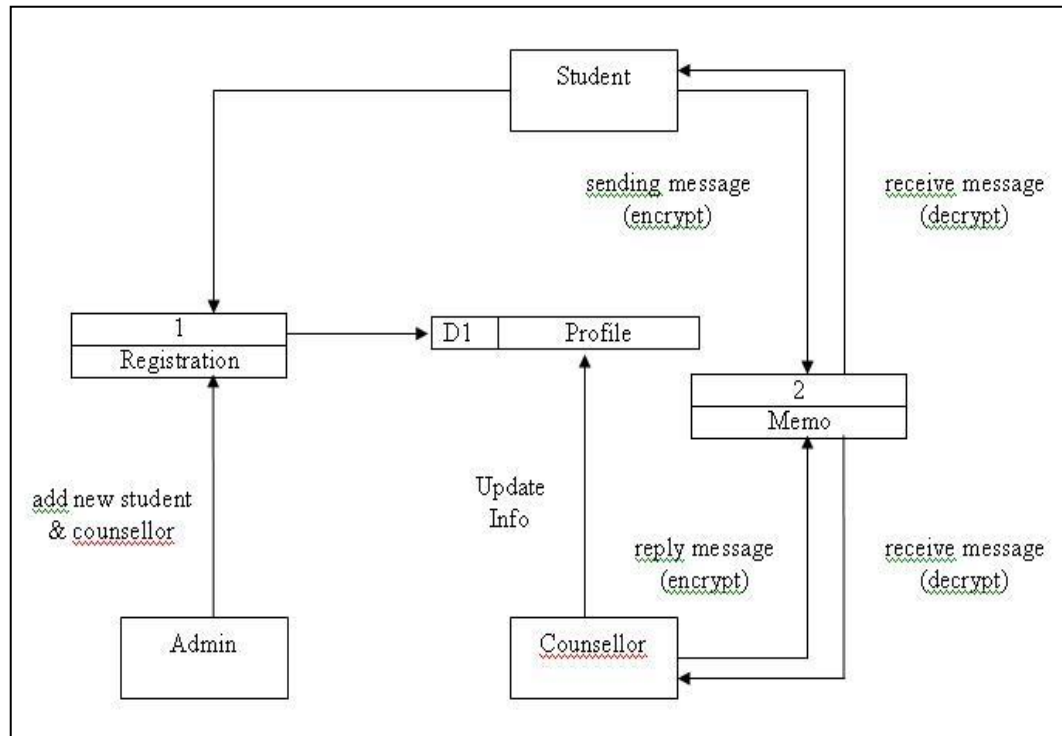 Student
sending message
(encrypt)
receive message
(decrypt)
1
Registration
D1
Profile
2
Memo
add new student
& counsellor
Update
Info
reply message
(encrypt)
receive message
(decrypt)
Admin
Counsellor